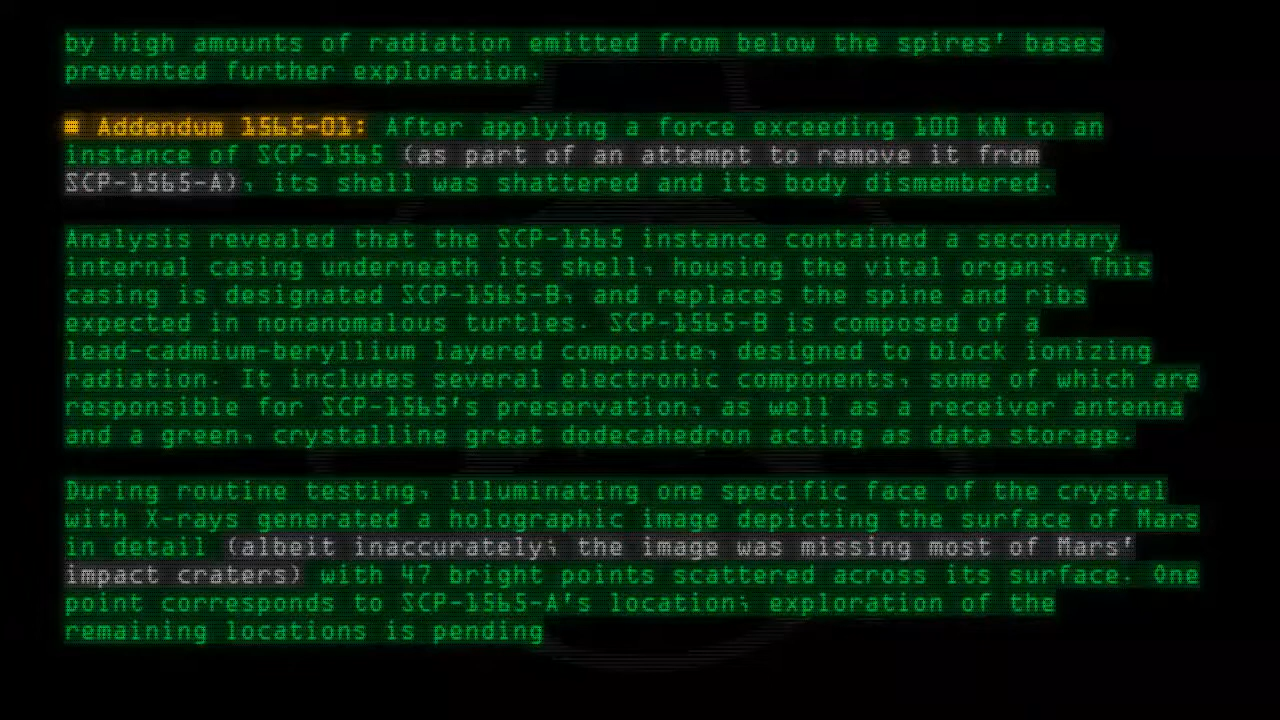 by high amounts of radiation emitted from below the spires' bases
prevented further exploration.
■ Addendum 1565-01: After applying a force exceeding 100 kN to an
instance of SCP-1565 (as part of an attempt to remove it from
SCP-1565-A), its shell was shattered and its body dismembered.
Analysis revealed that the SCP-1565 instance contained a secondary
internal casing underneath its shell, housing the vital organs. This
casing is designated SCP-1565-B, and replaces the spine and ribs
expected in nonanomalous turtles. SCP-1565-B is composed of a
lead-cadmium-beryllium layered composite, designed to block ionizing
radiation. It includes several electronic components, some of which are
responsible for SCP-1565's preservation, as well as a receiver antenna
and a green, crystalline great dodecahedron acting as data storage.
During routine testing, illuminating one specific face of the crystal
with X-rays generated a holographic image depicting the surface of Mars
in detail (albeit inaccurately; the image was missing most of Mars'
impact craters) with 47 bright points scattered across its surface. One
point corresponds to SCP-1565-A's location; exploration of the
remaining locations is pending